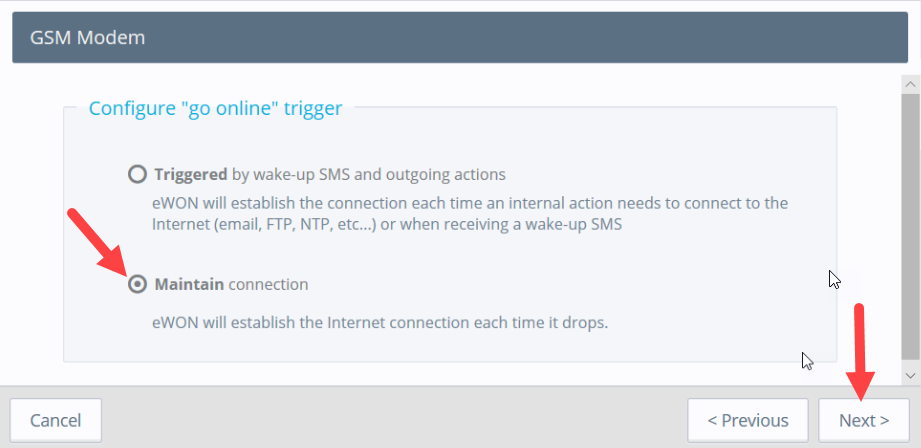 GSM Modem
Configure "go online" trigger
Triggered by wake-up SMS and outgoing actions
eWON will establish the connection each time an internal action needs to connect to the
Internet (email, FTP, NTP, etc...) or when receiving a wake-up SMS
Maintain connection
eWON will establish the Internet connection each time it drops.
Cancel
< Previous
Next >